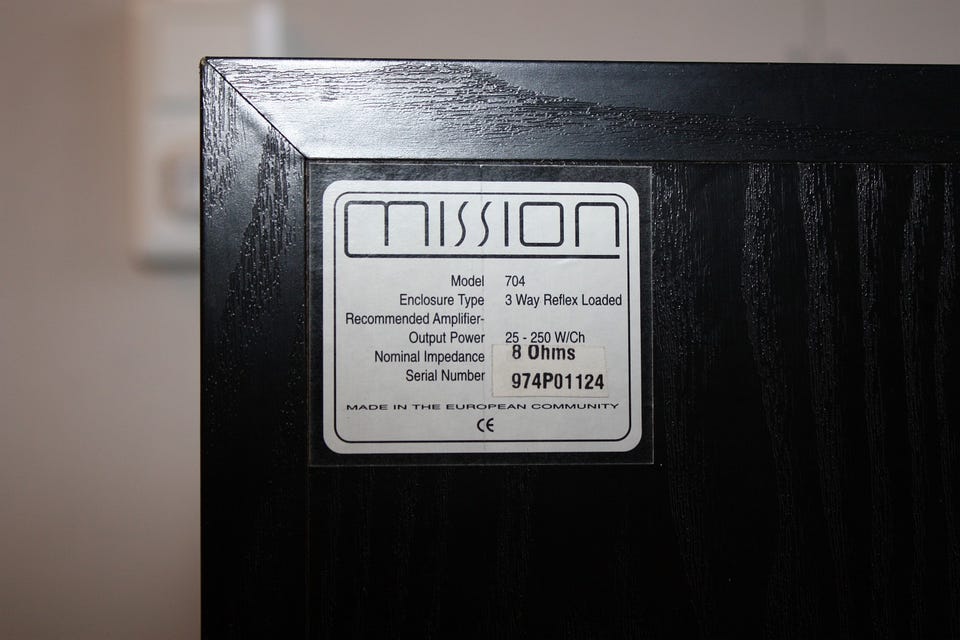 mission
Model 704
Enclosure Type 3 Way Reflex Loaded
Recommended Amplifier-
Output Power 25 - 250 W/Ch
Nominal Impedance 8 Ohms
Serial Number 974P01124
MADE IN THE EUROPEAN COMMUNITY
CE